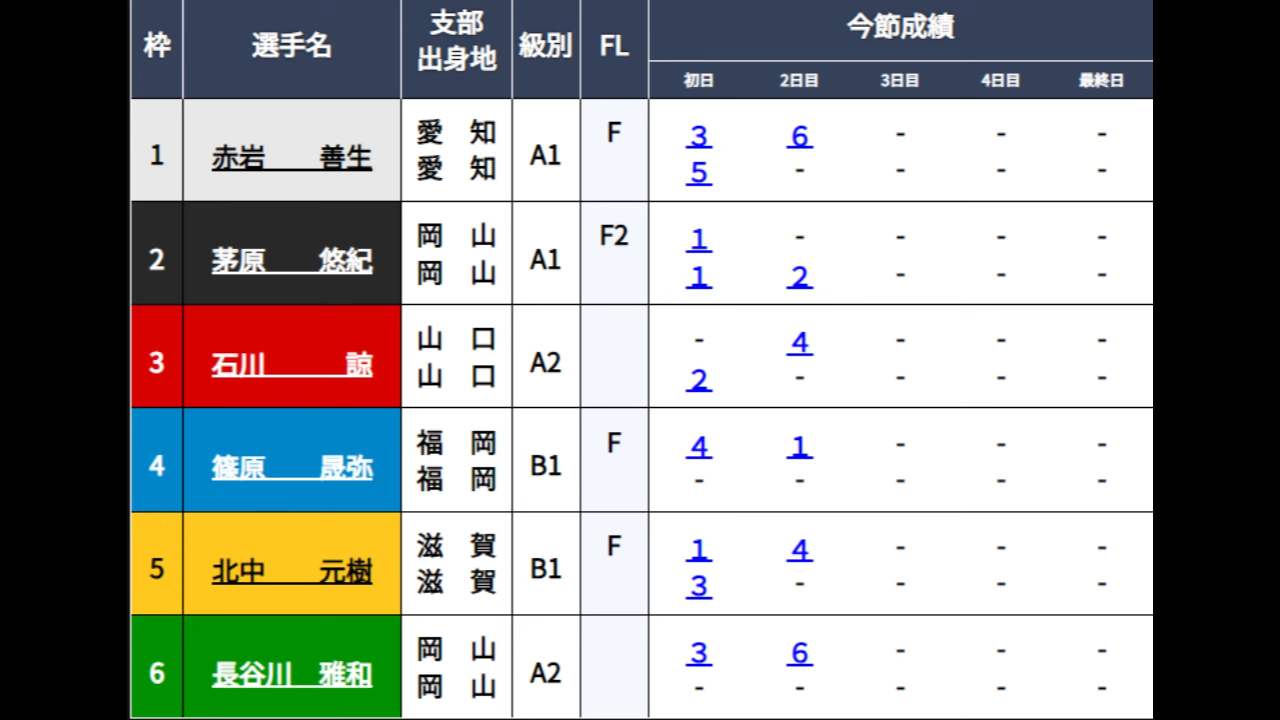 枠 選手名 支部 出身地 級別 FL 今節成績
初日 2日目 3日目 4日目 最終日
1 赤岩 善生 愛 知 A1 F 3 6 - - -
愛 知 5 - - - -
2 茅原 悠紀 岡 山 A1 F2 1 - - - -
岡 山 1 2 - - -
3 石川 諒 山 口 A2 - 4 - - -
山 口 2 - - - -
4 篠原 晟弥 福 岡 B1 F 4 1 - - -
福 岡 - - - - -
5 北中 元樹 滋 賀 B1 F 1 4 - - -
滋 賀 3 - - - -
6 長谷川 雅和 岡 山 A2 3 6 - - -
岡 山 - - - - -